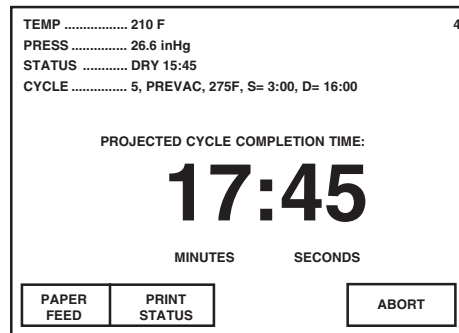 TEMP ................ 210 F 4
PRESS .............. 26.6 inHg
STATUS ............ DRY 15:45
CYCLE ............... 5, PREVAC, 275F, S= 3:00, D= 16:00
PROJECTED CYCLE COMPLETION TIME:
17:45
MINUTES SECONDS
PAPER FEED
PRINT STATUS
ABORT